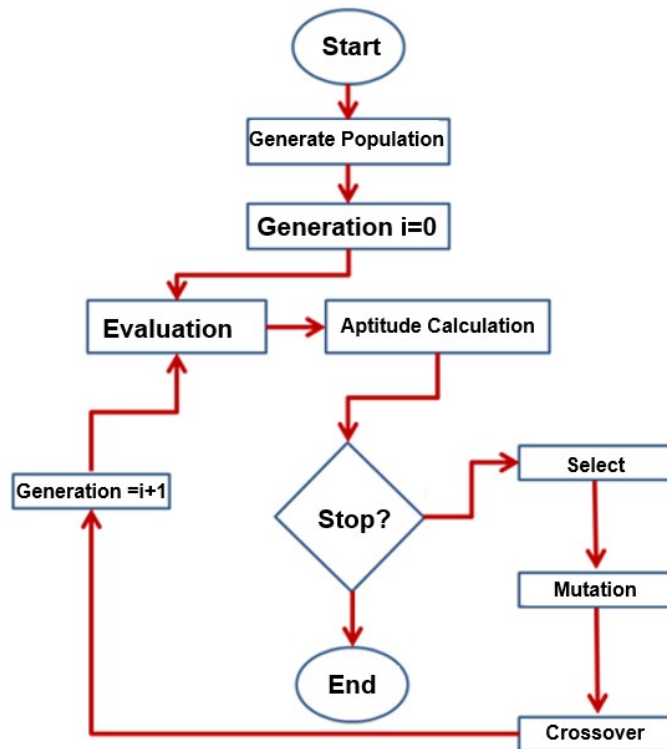 Start
Generate Population
Generation i=0
Evaluation
Aptitude Calculation
Stop?
Select
Generation =i+1
Mutation
End
Crossover